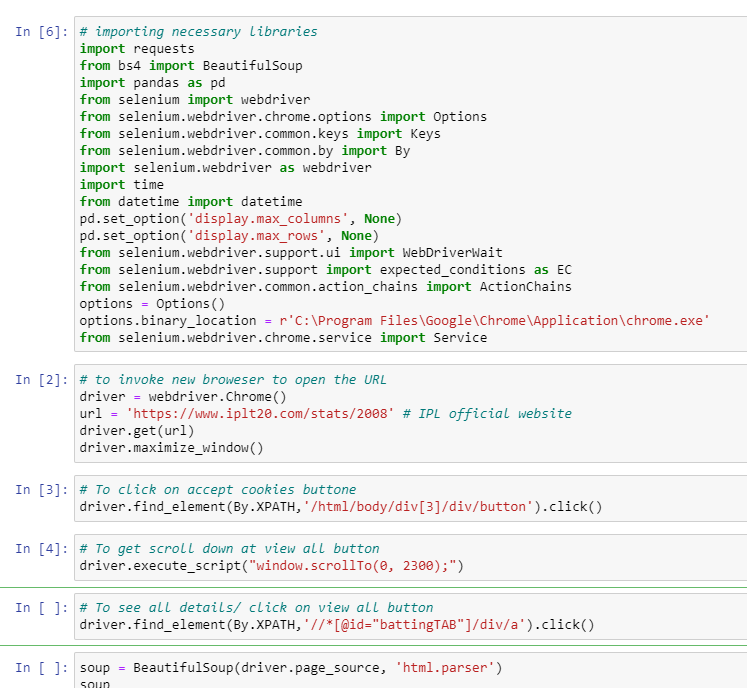 In [6]: # importing necessary libraries
import requests
from bs4 import BeautifulSoup
import pandas as pd
from selenium import webdriver
from selenium.webdriver.chrome.options import Options
from selenium.webdriver.common.keys import Keys
from selenium.webdriver.common.by import By
import selenium.webdriver as webdriver
import time
from datetime import datetime
pd.set_option('display.max_columns', None)
pd.set_option('display.max_rows', None)
from selenium.webdriver.support.ui import WebDriverWait
from selenium.webdriver.support import expected_conditions as EC
from selenium.webdriver.common.action_chains import ActionChains
options = Options()
options.binary_location = r'C:\Program Files\Google\Chrome\Application\chrome.exe'
from selenium.webdriver.chrome.service import Service
In [2]: # to invoke new broweser to open the URL
driver = webdriver.Chrome()
url = 'https://www.iplt20.com/stats/2008' # IPL official website
driver.get(url)
driver.maximize_window()
In [3]: # To click on accept cookies buttone
driver.find_element(By.XPATH,'/html/body/div[3]/div/button').click()
In [4]: # To get scroll down at view all button
driver.execute_script("window.scrollTo(0, 2300);")
In [ ]: # To see all details/ click on view all button
driver.find_element(By.XPATH,'//*[@id="battingTAB"]/div/a').click()
In [ ]: soup = BeautifulSoup(driver.page_source, 'html.parser')
soup